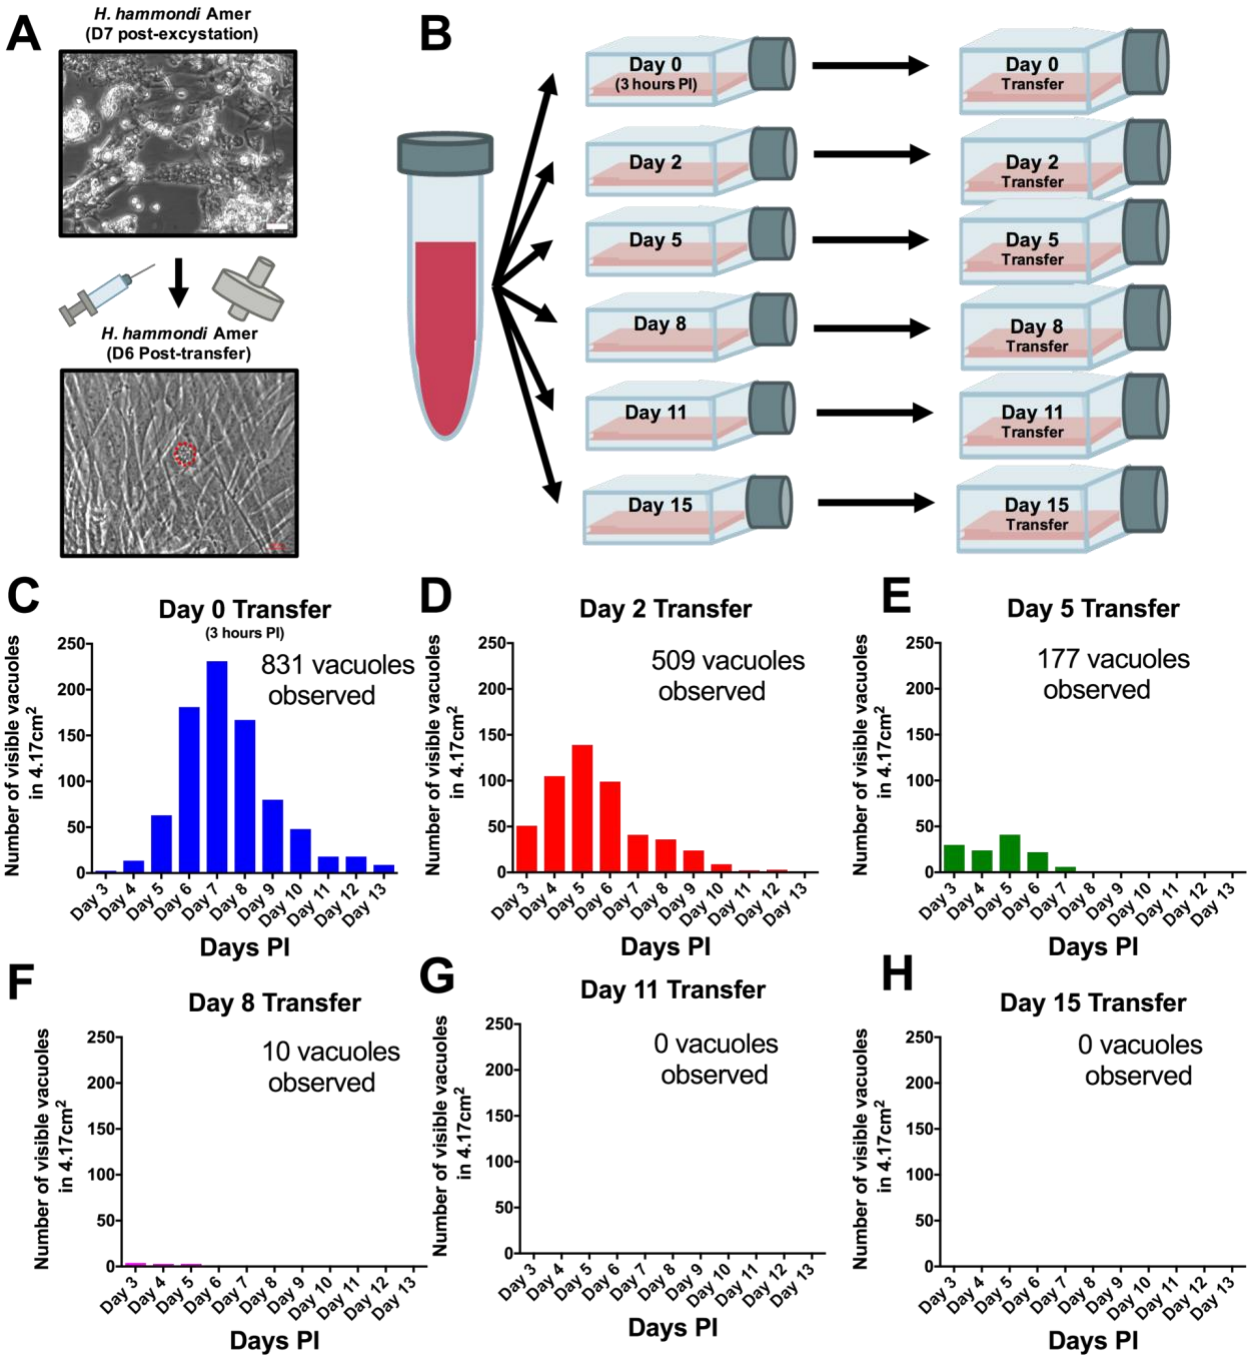 A
H. hammondi Amer
(D7 post-excystation)
H. hammondi Amer
(D6 Post-transfer)
B
Day 0
(3 hours PI)
Day 0
Transfer
Day 2
Day 2
Transfer
Day 5
Day 5
Transfer
Day 8
Day 8
Transfer
Day 11
Day 11
Transfer
Day 15
Day 15
Transfer
C
Day 0 Transfer
(3 hours PI)
831 vacuoles
observed
Number of visible vacuoles
in 4.17cm²
250
200
150
100
50
0
Day 3
Day 4
Day 5
Day 6
Day 7
Day 8
Day 9
Day 10
Day 11
Day 12
Day 13
Days PI
D
Day 2 Transfer
509 vacuoles
observed
Number of visible vacuoles
in 4.17cm²
250
200
150
100
50
0
Day 3
Day 4
Day 5
Day 6
Day 7
Day 8
Day 9
Day 10
Day 11
Day 12
Day 13
Days PI
E
Day 5 Transfer
177 vacuoles
observed
Number of visible vacuoles
in 4.17cm²
250
200
150
100
50
0
Day 3
Day 4
Day 5
Day 6
Day 7
Day 8
Day 9
Day 10
Day 11
Day 12
Day 13
Days PI
F
Day 8 Transfer
10 vacuoles
observed
Number of visible vacuoles
in 4.17cm²
250
200
150
100
50
0
Day 3
Day 4
Day 5
Day 6
Day 7
Day 8
Day 9
Day 10
Day 11
Day 12
Day 13
Days PI
G
Day 11 Transfer
0 vacuoles
observed
Number of visible vacuoles
in 4.17cm²
250
200
150
100
50
0
Day 3
Day 4
Day 5
Day 6
Day 7
Day 8
Day 9
Day 10
Day 11
Day 12
Day 13
Days PI
H
Day 15 Transfer
0 vacuoles
observed
Number of visible vacuoles
in 4.17cm²
250
200
150
100
50
0
Day 3
Day 4
Day 5
Day 6
Day 7
Day 8
Day 9
Day 10
Day 11
Day 12
Day 13
Days PI